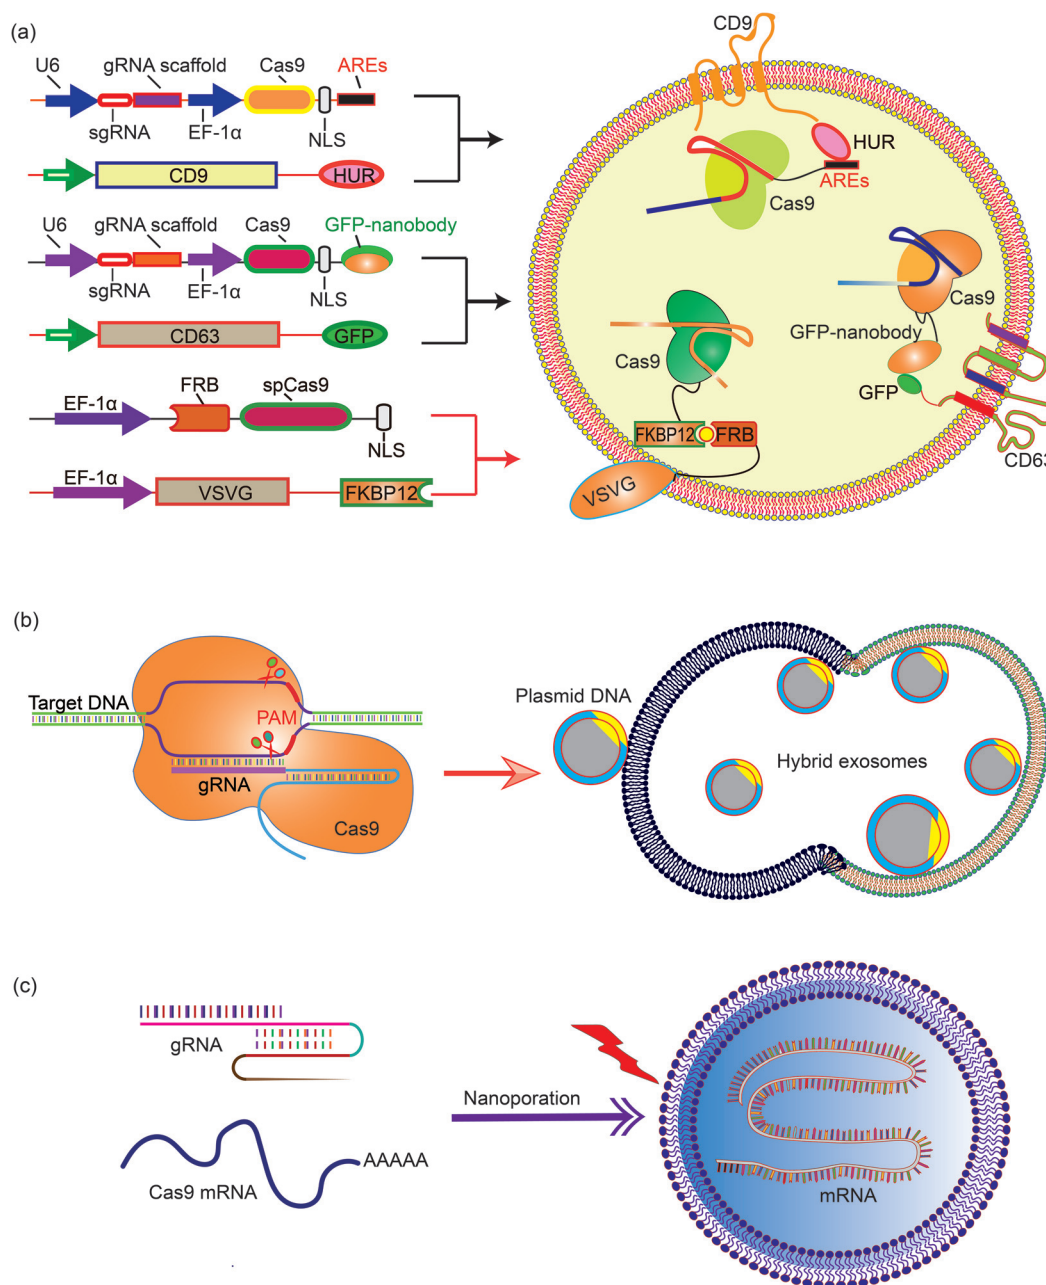 (a)
U6
gRNA scaffold
Cas9
AREs
sgRNA
EF-1α
NLS
CD9
HUR
U6
gRNA scaffold
Cas9
GFP-nanobody
sgRNA
EF-1α
NLS
CD63
GFP
EF-1α
FRB
spCas9
NLS
EF-1α
VSVG
FKBP12
CD9
HUR
AREs
Cas9
Cas9
GFP-nanobody
Cas9
GFP
FKBP12
FRB
CD63
VSVG
(b)
Target DNA
PAM
gRNA
Cas9
Plasmid DNA
Hybrid exosomes
(c)
gRNA
Nanoporation
AAAAA
Cas9 mRNA
mRNA